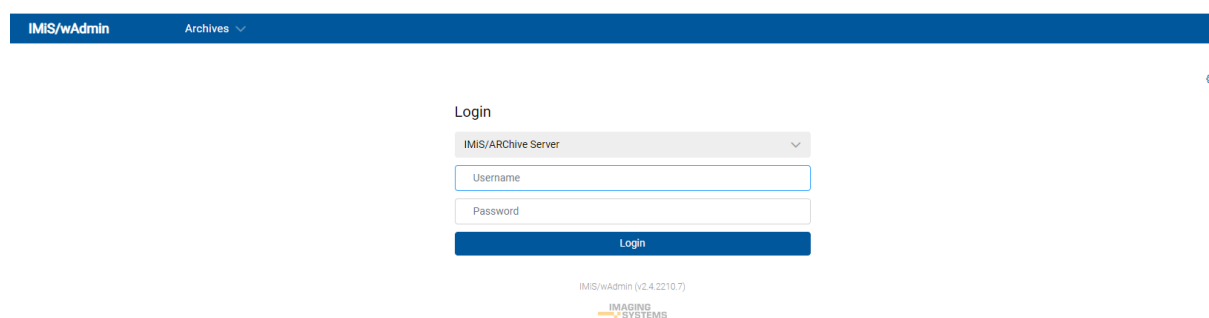 IMiS/wAdmin Archives
Login
IMiS/ARChive Server
Username
Password
Login
IMiS/wAdmin (v2.4.2210.7)
IMAGING
SYSTEMS